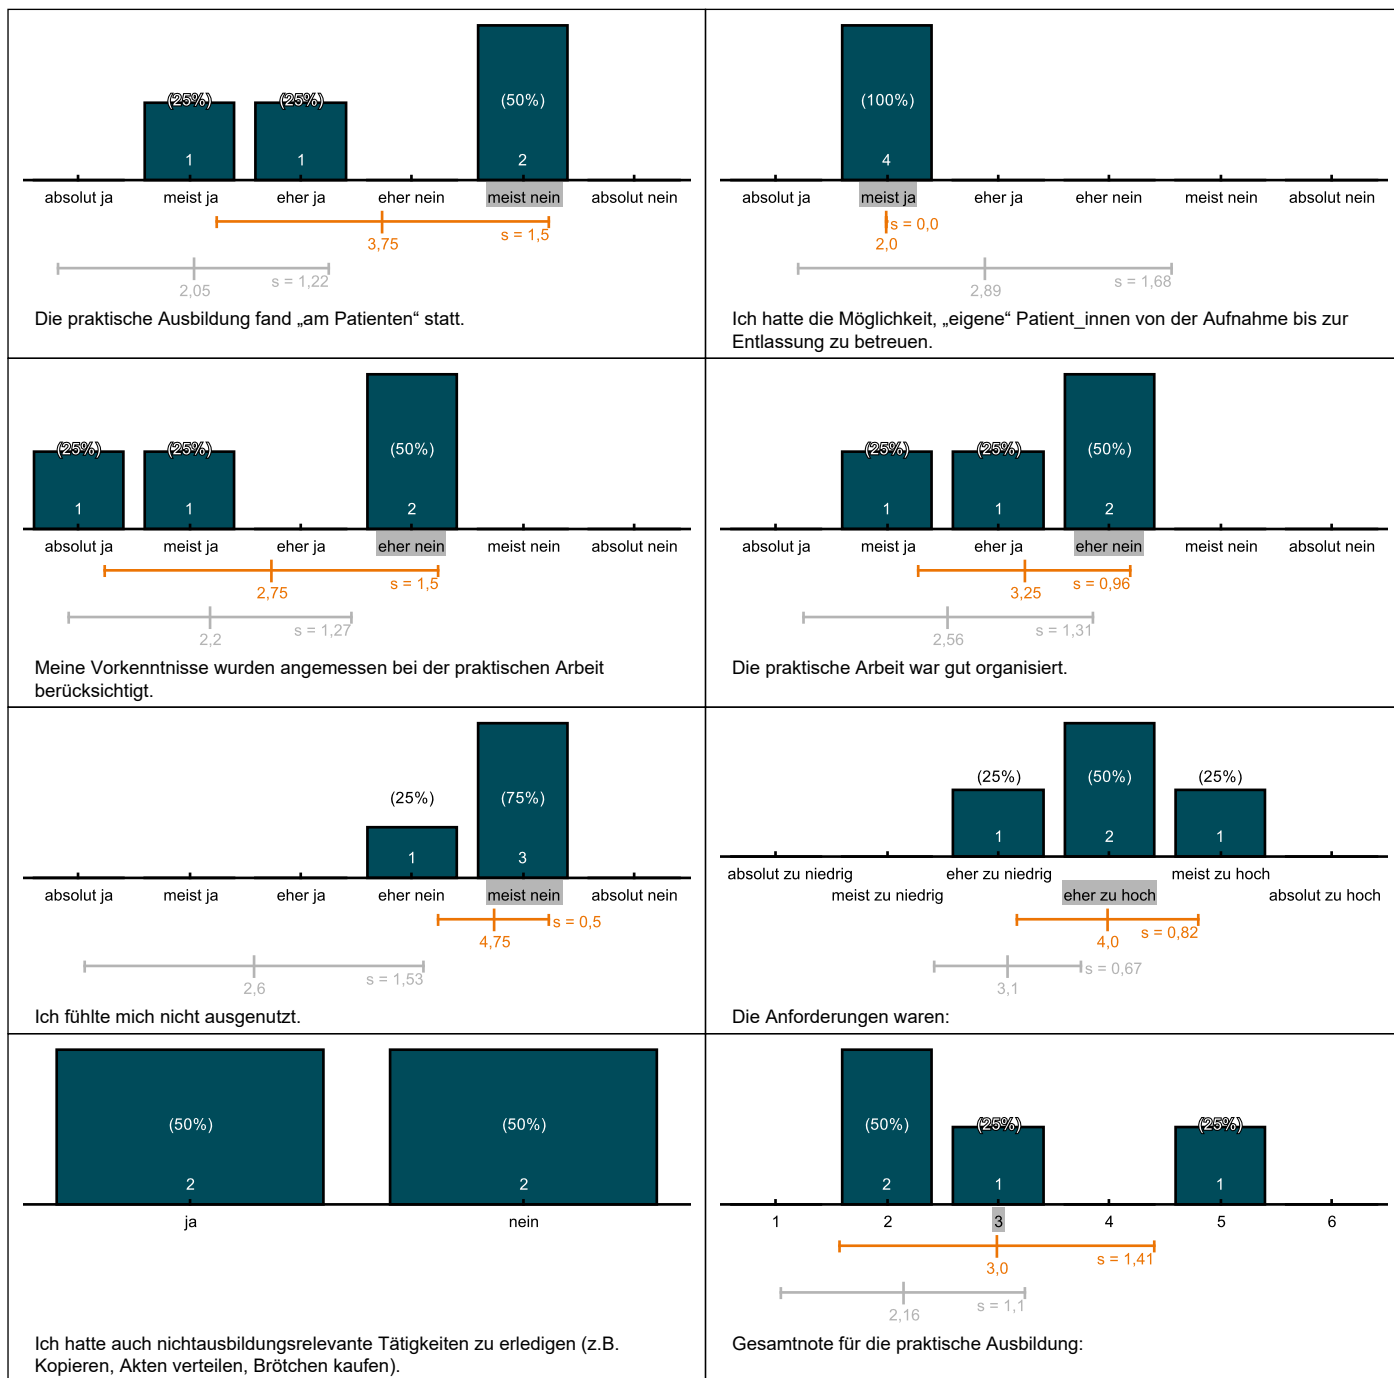 (25%)
(25%)
(50%)
1
1
2
absolut ja
meist ja
eher ja
eher nein
meist nein
absolut nein
s = 1,5
3,75
s = 1,22
2,05
Die praktische Ausbildung fand „am Patienten“ statt.
(100%)
4
absolut ja
meist ja
eher ja
eher nein
meist nein
absolut nein
s = 0,0
2,0
s = 1,68
2,89
Ich hatte die Möglichkeit, „eigene“ Patient_innen von der Aufnahme bis zur
Entlassung zu betreuen.
(25%)
(25%)
(50%)
1
1
2
absolut ja
meist ja
eher ja
eher nein
meist nein
absolut nein
s = 1,5
2,75
s = 1,27
2,2
Meine Vorkenntnisse wurden angemessen bei der praktischen Arbeit
berücksichtigt.
(25%)
(25%)
(50%)
1
1
2
absolut ja
meist ja
eher ja
eher nein
meist nein
absolut nein
s = 0,96
3,25
s = 1,31
2,56
Die praktische Arbeit war gut organisiert.
(25%)
(75%)
1
3
absolut ja
meist ja
eher ja
eher nein
meist nein
absolut nein
s = 0,5
4,75
s = 1,53
2,6
Ich fühlte mich nicht ausgenutzt.
(25%)
(50%)
(25%)
1
2
1
absolut zu niedrig
meist zu niedrig
eher zu niedrig
eher zu hoch
meist zu hoch
absolut zu hoch
s = 0,82
4,0
s = 0,67
3,1
Die Anforderungen waren:
(50%)
(50%)
2
2
ja
nein
Ich hatte auch nichtausbildungsrelevante Tätigkeiten zu erledigen (z.B.
Kopieren, Akten verteilen, Brötchen kaufen).
(50%)
(25%)
(25%)
2
1
1
1
2
3
4
5
6
s = 1,41
3,0
s = 1,1
2,16
Gesamtnote für die praktische Ausbildung: